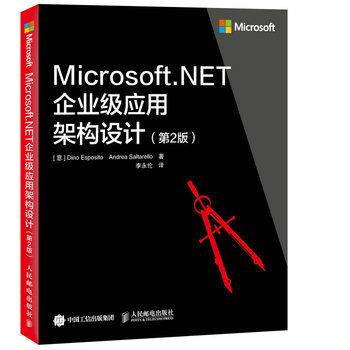 Microsoft
Microsoft.NET
企业级应用
架构设计（第2版）
[ 意 ] Dino Esposito Andrea Saltarello 著
李永伦 译
中国工信出版集团
人民邮电出版社
POSTS & TELECOM PRESS
Microsoft.NET企业级应用架构设计（第2版）
人民邮电出版社